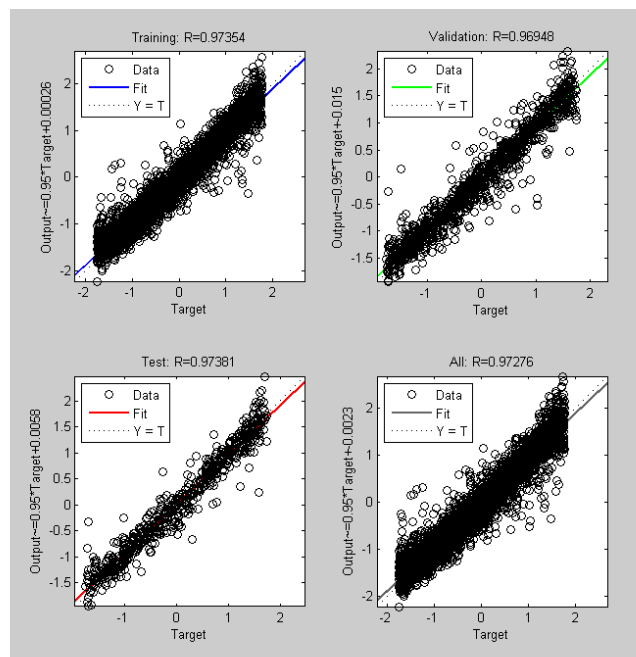 Training: R=0.97354
Output~=0.95*Target+0.00026
Data
Fit
Y = T
2
1
0
-1
-2
-2 -1 0 1 2
Target
Validation: R=0.96948
Output~=0.95*Target+-0.015
Data
Fit
Y = T
2
1.5
1
0.5
0
-0.5
-1
-1.5
-1 0 1 2
Target
Test: R=0.97381
Output~=0.95*Target+0.0058
Data
Fit
Y = T
2
1.5
1
0.5
0
-0.5
-1
-1.5
-1 0 1 2
Target
All: R=0.97276
Output~=0.95*Target+-0.0023
Data
Fit
Y = T
2
1
0
-1
-2
-2 -1 0 1 2
Target